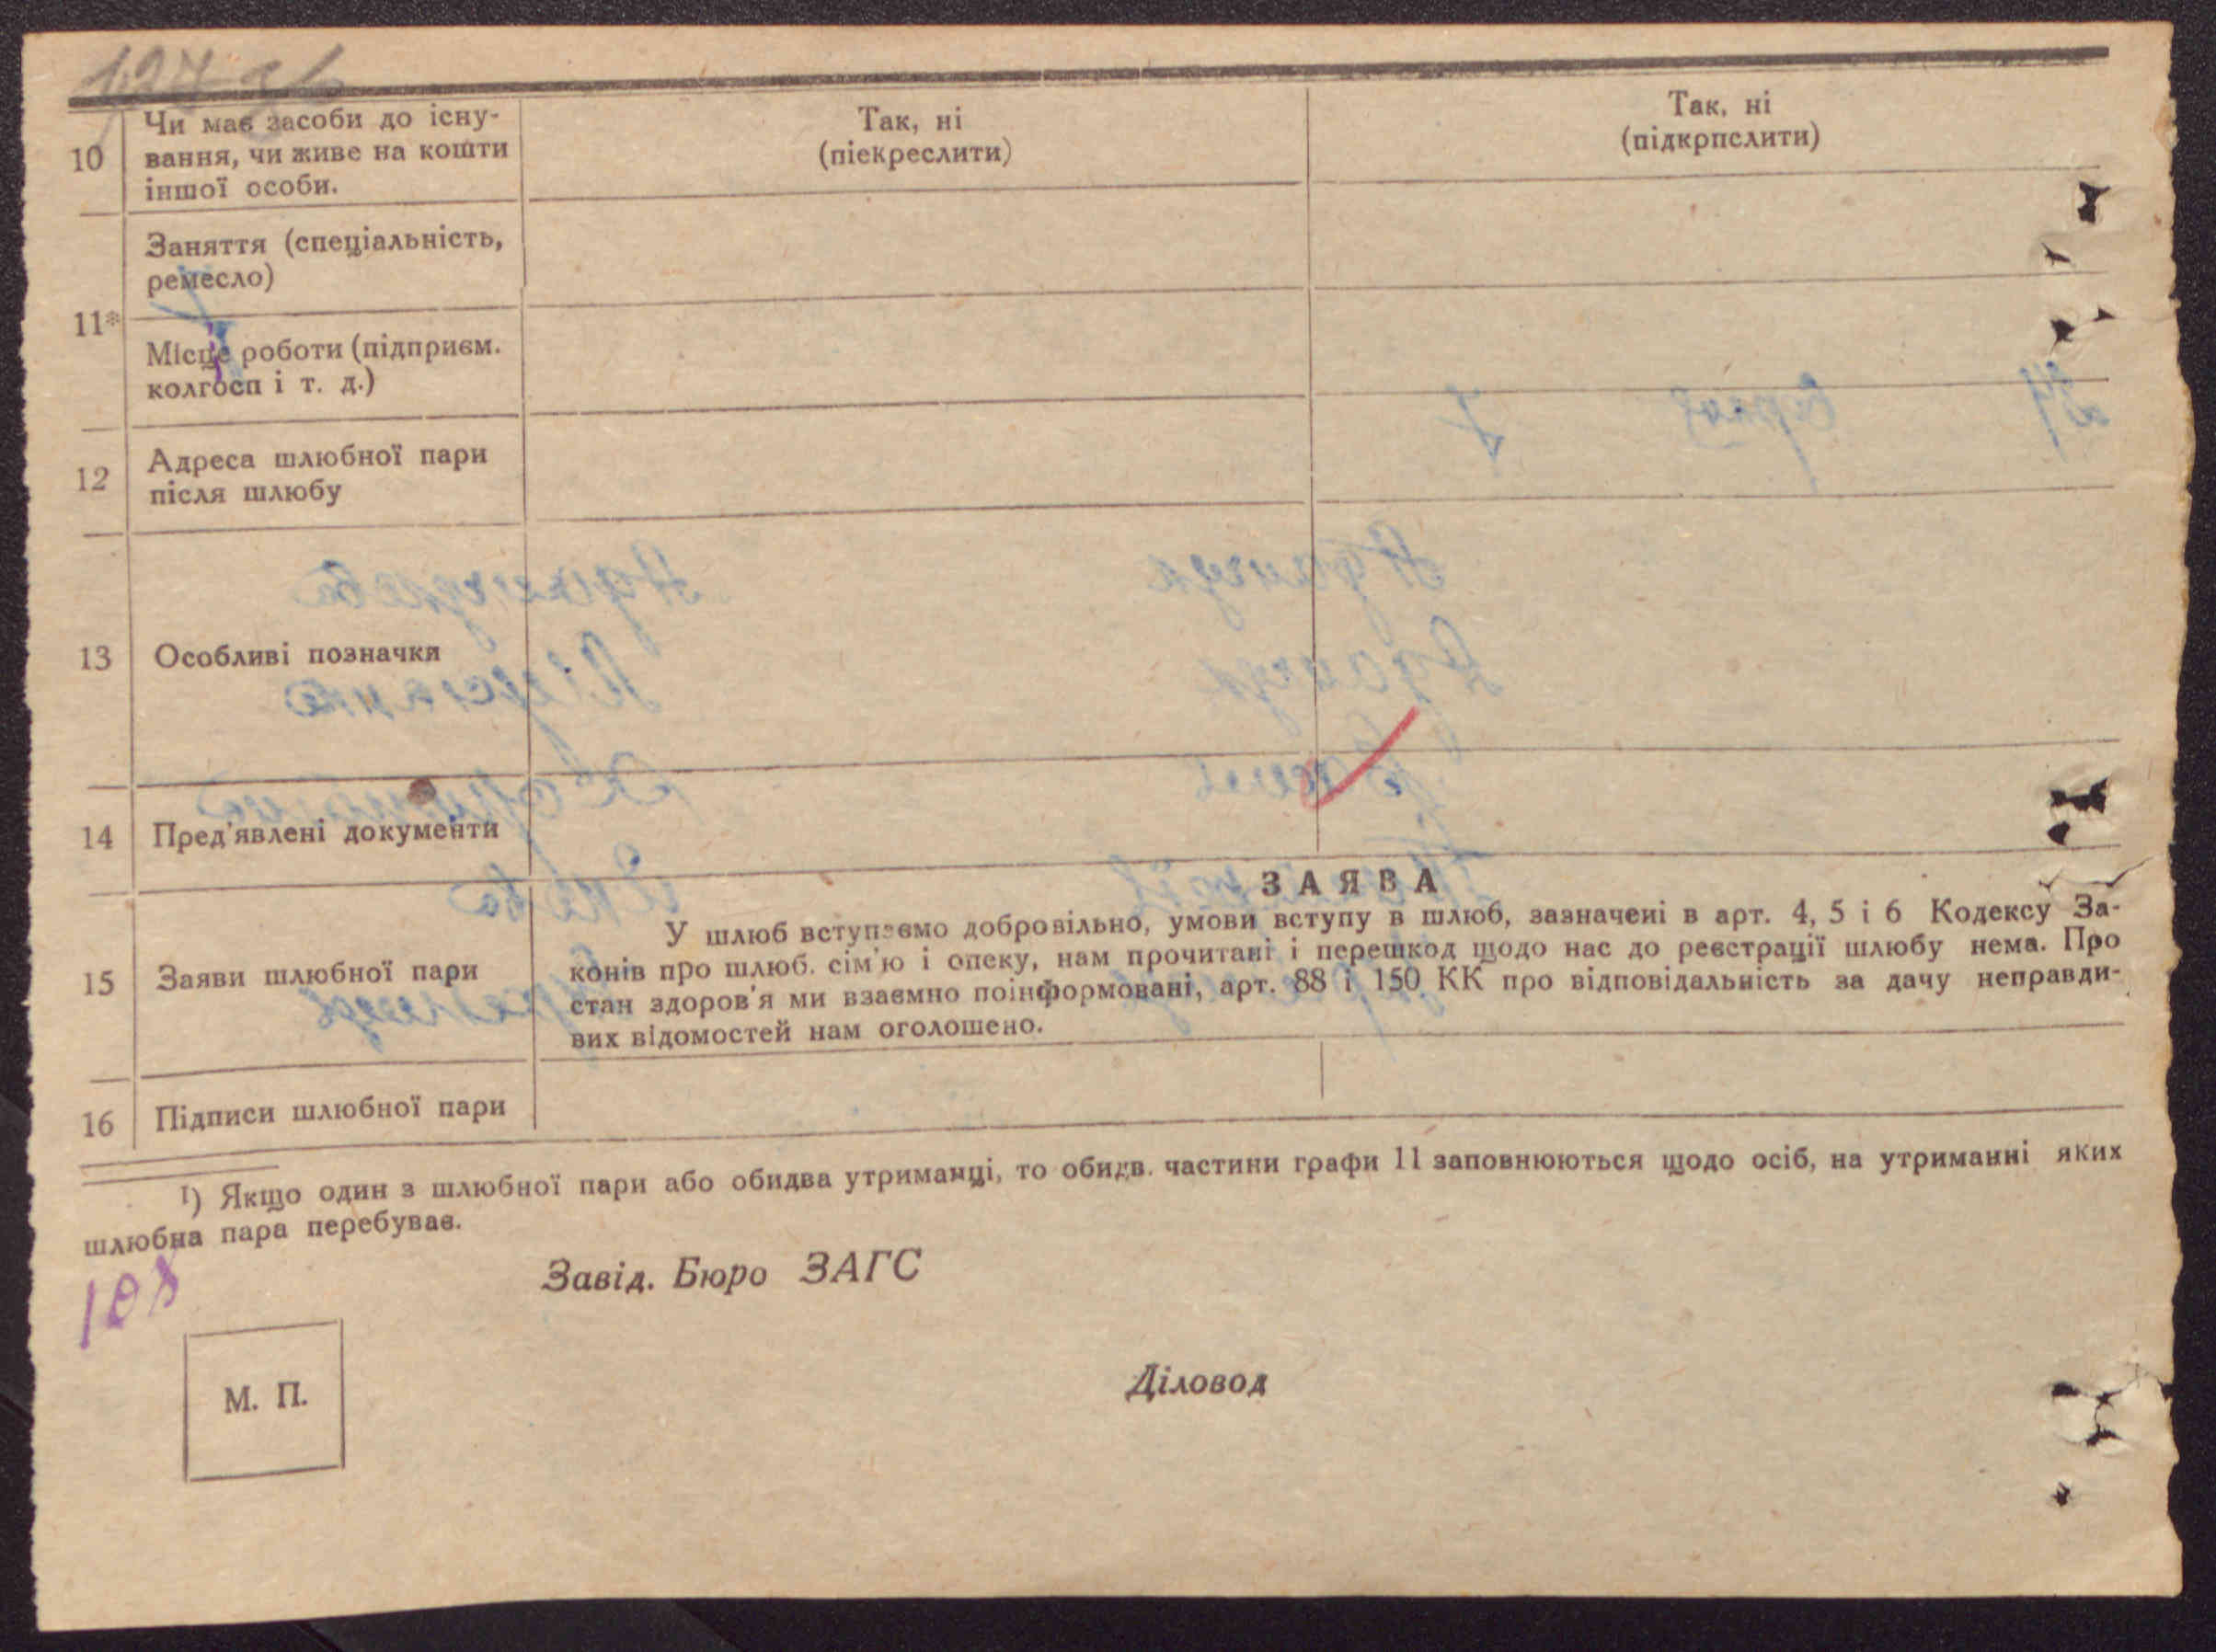 10 Чи має засоби до існу-
вання, чи живе на кошти
іншої особи.
Так, ні
(піекреслити)
Так, ні
(підкрпслити)
11*
Заняття (спеціальність,
ремесло)
Місце роботи (підприєм.
колгосп і т. д.)
12 Адреса шлюбної пари
після шлюбу
13 Особливі позначки
14 Пред'явлені документи
15 Заяви шлюбної пари
ЗАЯВА
У шлюб вступаємо добровільно, умови вступу в шлюб, зазначені в арт. 4, 5 і 6 Кодексу За-
конів про шлюб. сім'ю і опеку, нам прочитані і перешкод щодо нас до реєстрації шлюбу нема. Про
стан здоров'я ми взаємно поінформовані, арт. 88 і 150 КК про відповідальність за дачу неправди-
вих відомостей нам оголошено.
16 Підписи шлюбної пари
1) Якщо один з шлюбної пари або обидва утриманці, то обидв. частини графи 11 заповнюються щодо осіб, на утриманні яких
шлюбна пара перебуває.
108
Завід. Бюро ЗАГС
М. П.
Діловод